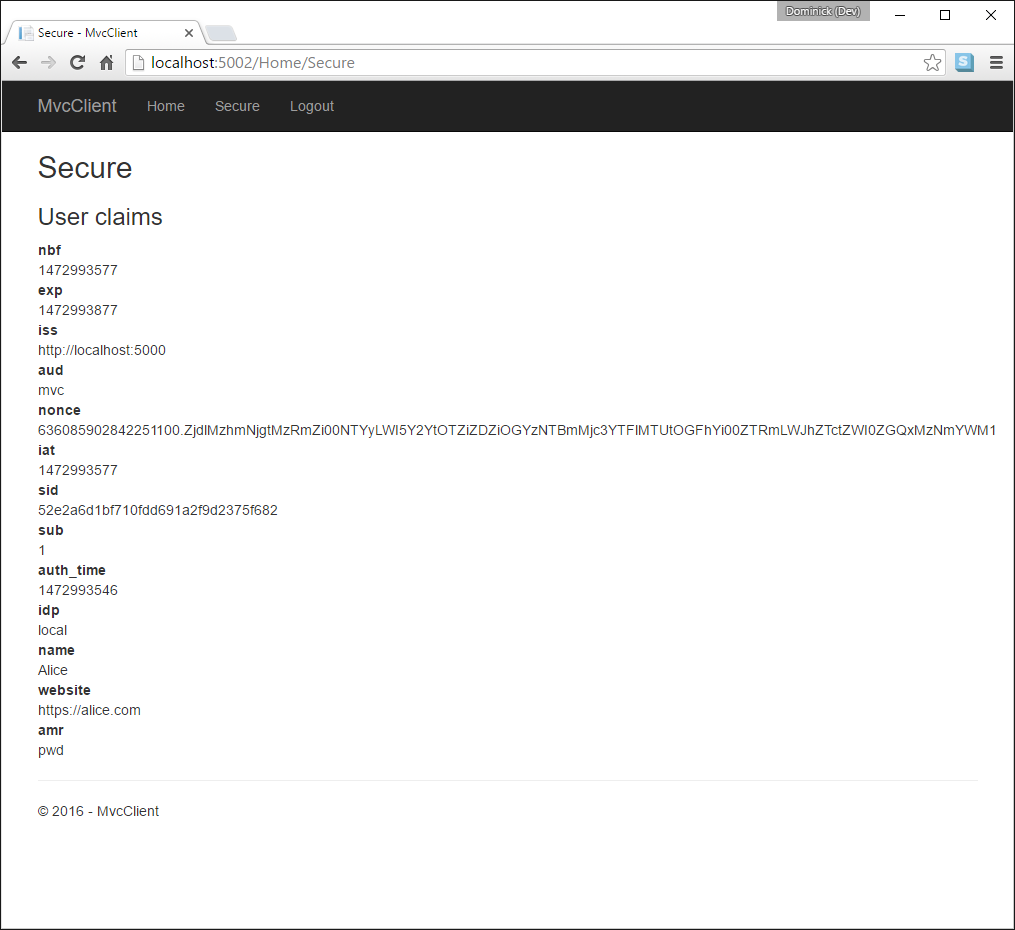 Dominick (Dev)
Secure - MvcClient
localhost:5002/Home/Secure
S
MvcClient Home Secure Logout
Secure
User claims
nbf
1472993577
exp
1472993877
iss
http://localhost:5000
aud
mvc
nonce
636085902842251100.ZjdlMzhmNjgtMzRmZi00NTYyLWI5Y2YtOTZiZDZiOGYzNTBmMjc3YTFlMTUtOGFhYi00ZTRmLWJhZTctZWI0ZGQxMzNmYWM1
iat
1472993577
sid
52e2a6d1bf710fdd691a2f9d2375f682
sub
1
auth_time
1472993546
idp
local
name
Alice
website
https://alice.com
amr
pwd
© 2016 - MvcClient